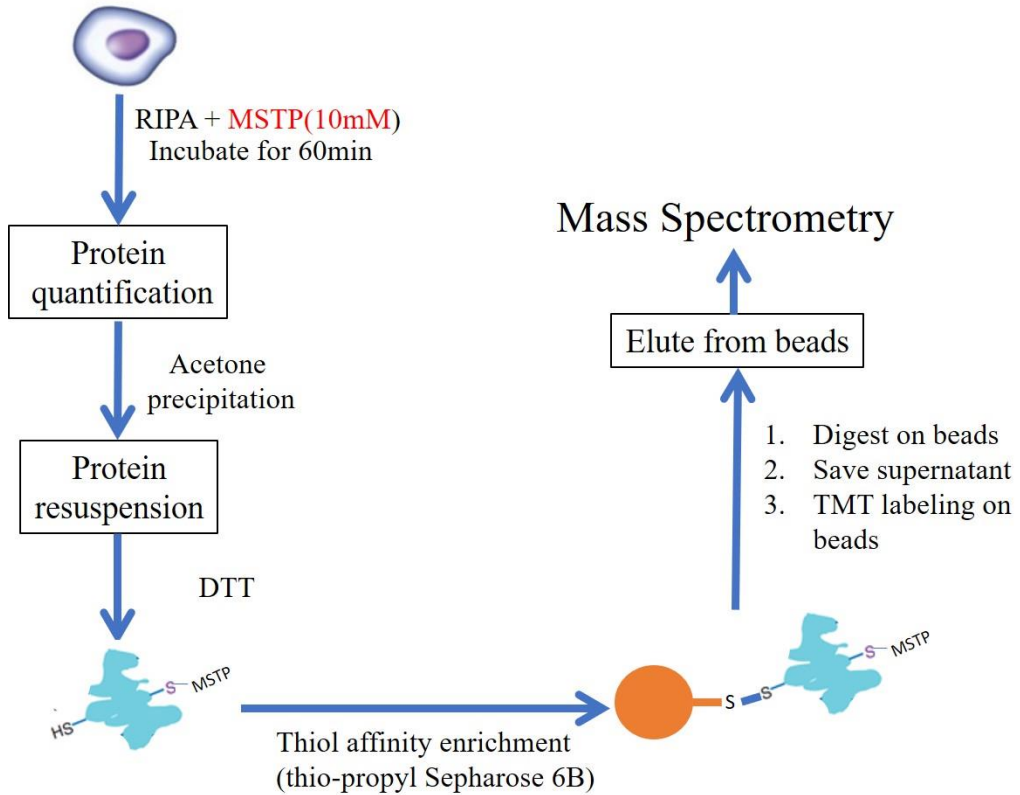 RIPA + MSTP(10mM)
Incubate for 60min
Protein
quantification
Acetone
precipitation
Protein
resuspension
DTT
S
MSTP
HS
Thiol affinity enrichment
(thio-propyl Sepharose 6B)
S
S
S
MSTP
1. Digest on beads
2. Save supernatant
3. TMT labeling on
beads
Elute from beads
Mass Spectrometry